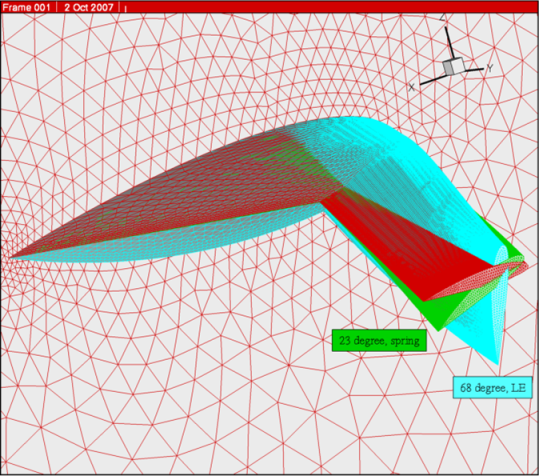 Frame 001 | 2 Oct 2007 |
Z
Y
X
23 degree, spring
68 degree, LE